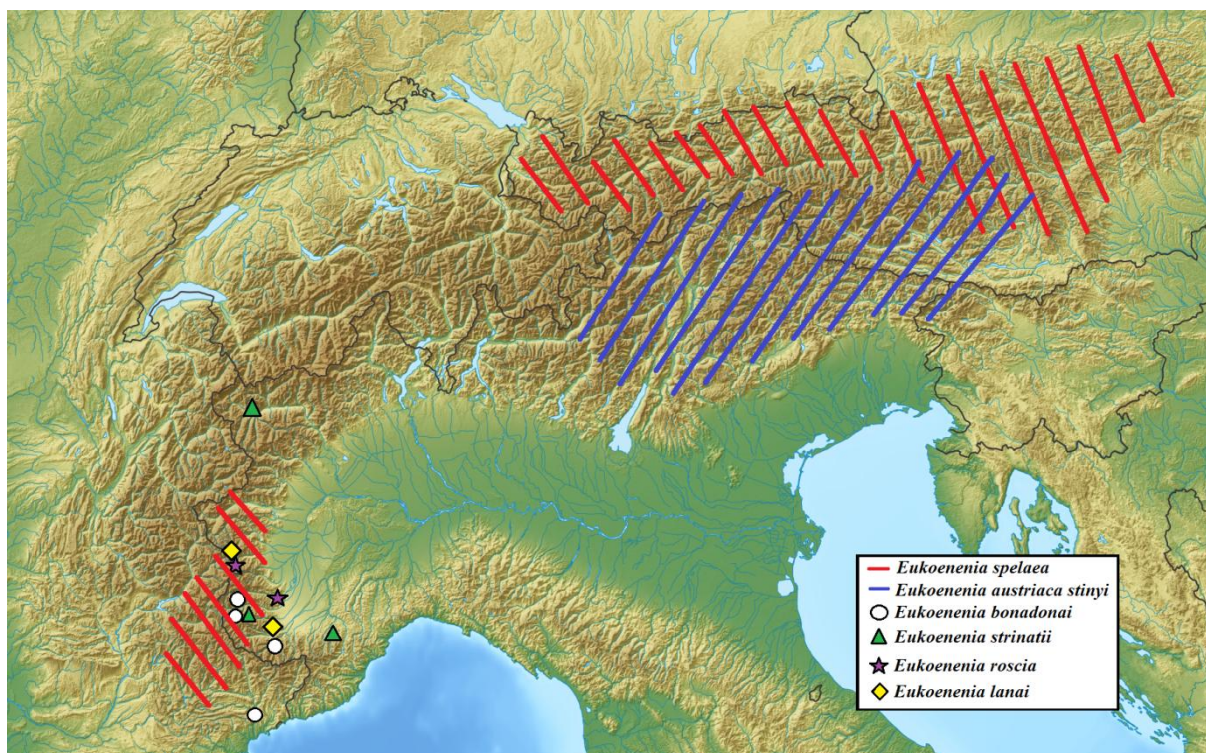 Eukoenenia spelaea
Eukoenenia austriaca stinyi
Eukoenenia bonadonai
Eukoenenia strinatii
Eukoenenia roscia
Eukoenenia lanai